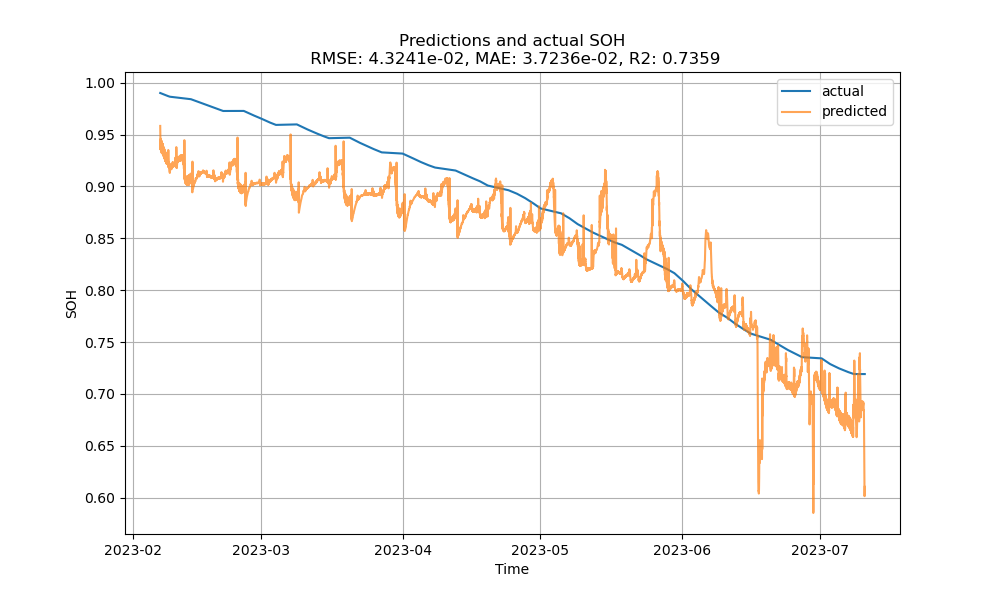 Predictions and actual SOH
RMSE: 4.3241e-02, MAE: 3.7236e-02, R2: 0.7359
actual
predicted
1.00
0.95
0.90
0.85
0.80
0.75
0.70
0.65
0.60
SOH
2023-02 2023-03 2023-04 2023-05 2023-06 2023-07
Time